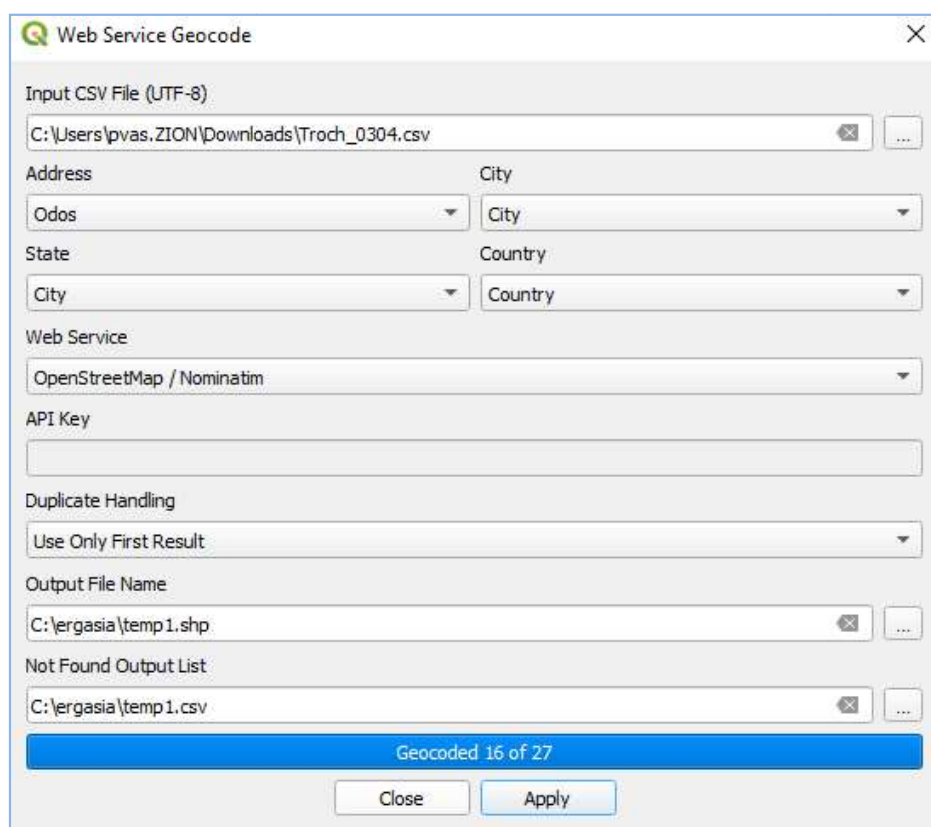 Web Service Geocode
Input CSV File (UTF-8)
C:\Users\pvas.ZION\Downloads\Troch_0304.csv
...
Address City
Odos City
State Country
City Country
Web Service
OpenStreetMap / Nominatim
API Key
Duplicate Handling
Use Only First Result
Output File Name
C:\ergasia\temp1.shp
...
Not Found Output List
C:\ergasia\temp1.csv
...
Geocoded 16 of 27
Close Apply